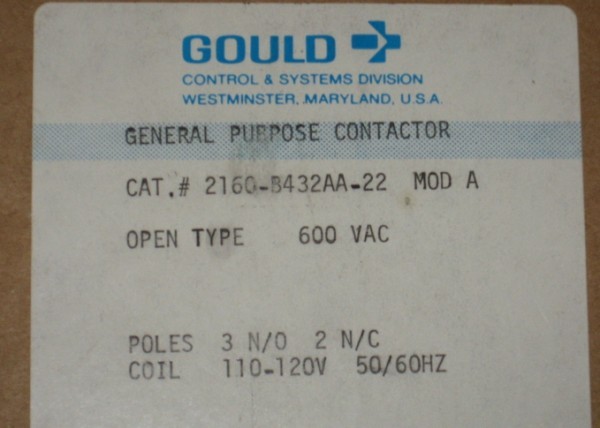 GOULD
CONTROL & SYSTEMS DIVISION
WESTMINSTER, MARYLAND, U.S.A.
GENERAL PURPOSE CONTACTOR
CAT.# 2160-B432AA-22 MOD A
OPEN TYPE 600 VAC
POLES 3 N/O 2 N/C
COIL 110-120V 50/60HZ